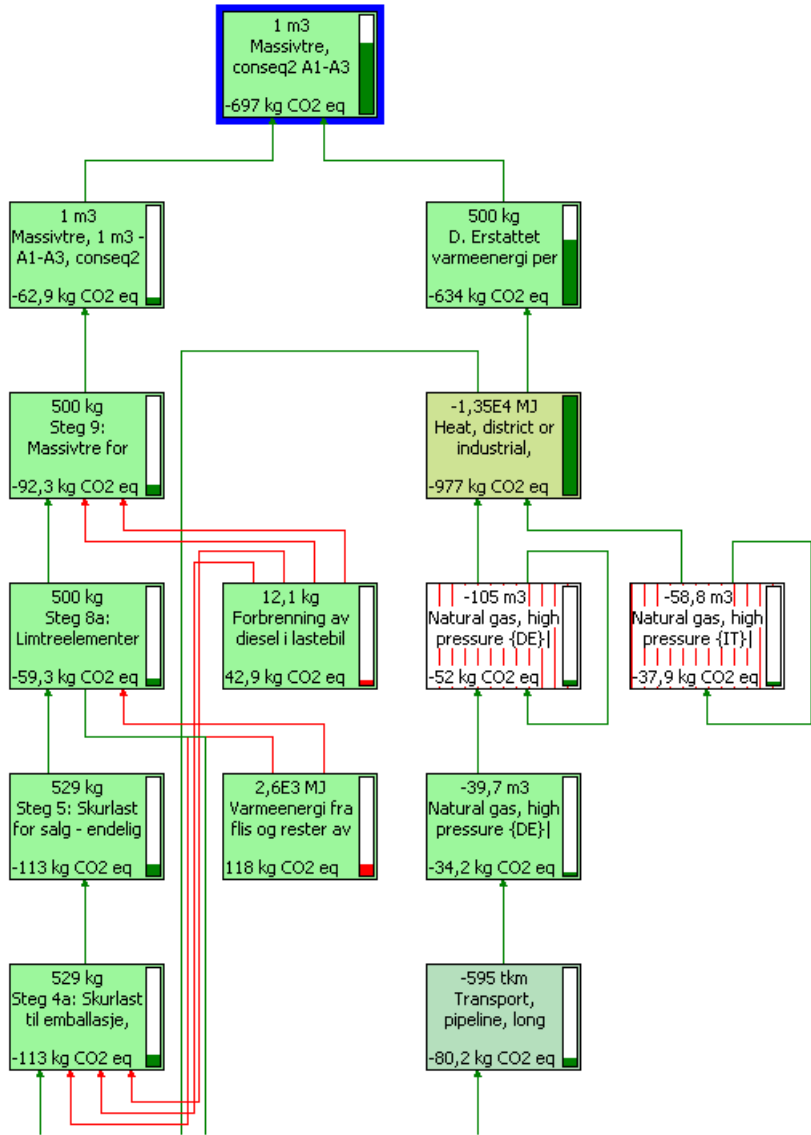 1 m3
Massivtre,
conseq2 A1-A3
-697 kg CO2 eq
1 m3
Massivtre, 1 m3 -
A1-A3, conseq2
-62,9 kg CO2 eq
500 kg
D. Erstattet
varmeenergi per
-634 kg CO2 eq
500 kg
Steg 9:
Massivtre for
-92,3 kg CO2 eq
-1,35E4 MJ
Heat, district or
industrial,
-977 kg CO2 eq
500 kg
Steg 8a:
Limtreelementer
-59,3 kg CO2 eq
12,1 kg
Forbrenning av
diesel i lastebil
42,9 kg CO2 eq
-105 m3
Natural gas, high
pressure {DE}|
-52 kg CO2 eq
-58,8 m3
Natural gas, high
pressure {IT}|
-37,9 kg CO2 eq
529 kg
Steg 5: Skurlast
for salg - endelig
-113 kg CO2 eq
2,6E3 MJ
Varmeenergi fra
flis og rester av
118 kg CO2 eq
-39,7 m3
Natural gas, high
pressure {DE}|
-34,2 kg CO2 eq
529 kg
Steg 4a: Skurlast
til emballasje,
-113 kg CO2 eq
-595 tkm
Transport,
pipeline, long
-80,2 kg CO2 eq